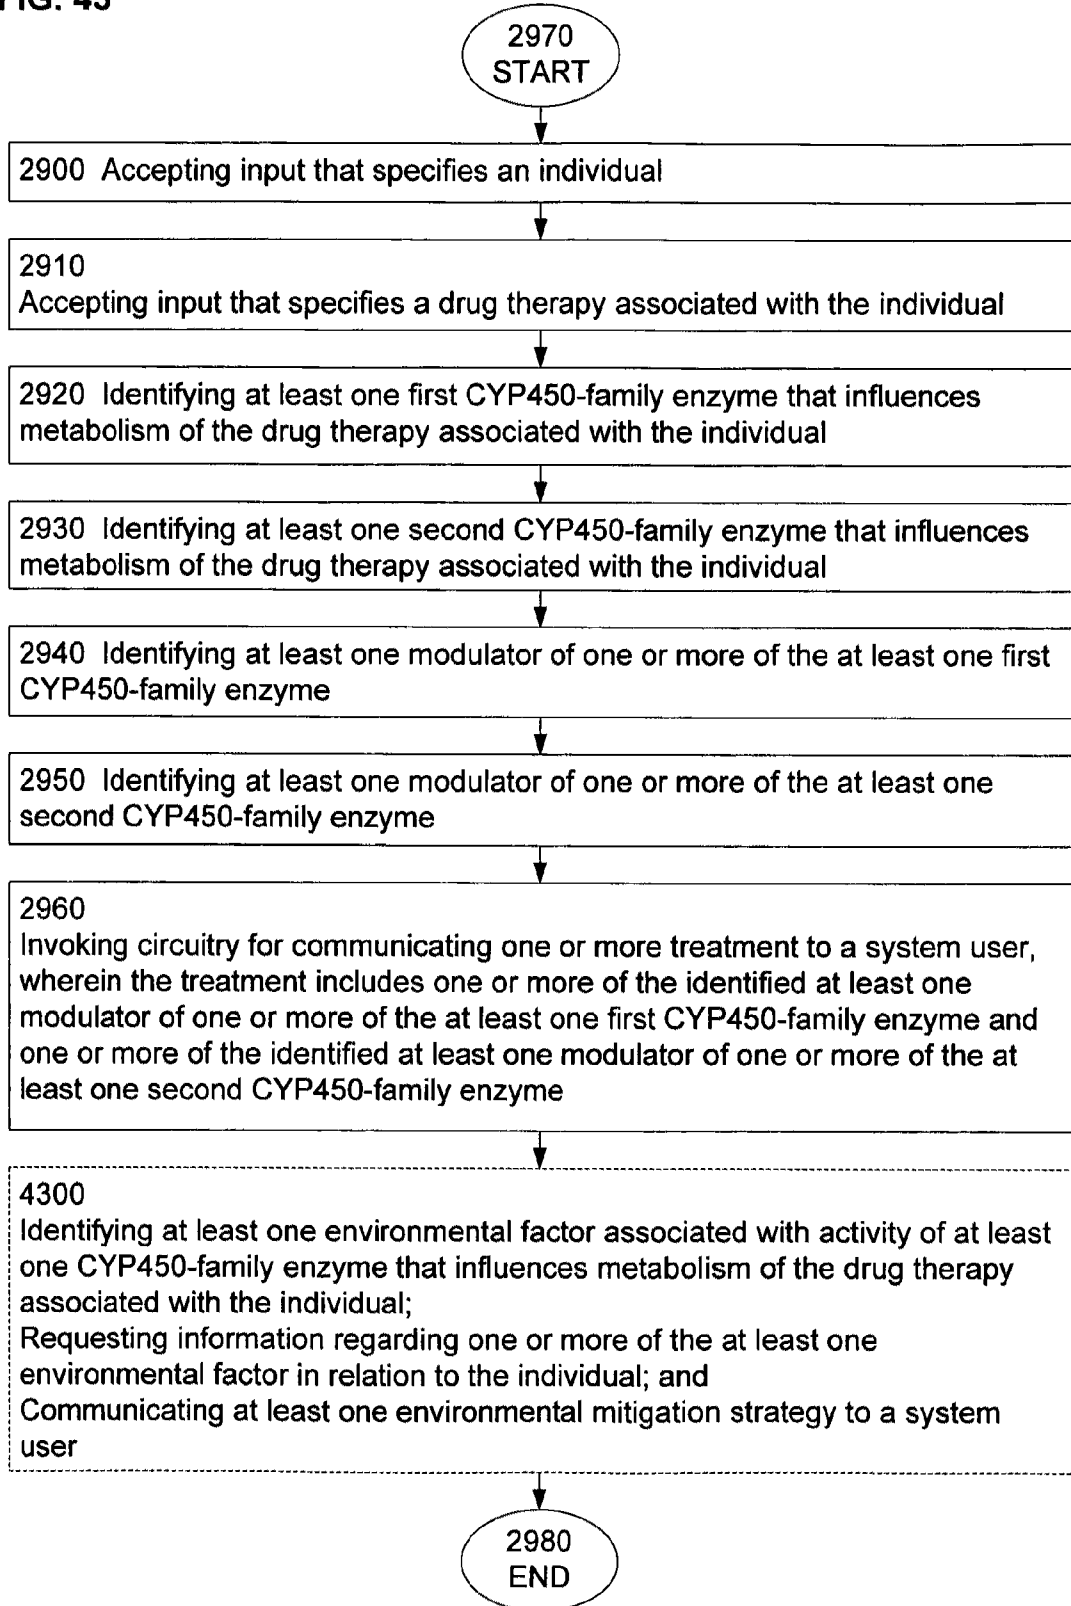 FIG. 43
2970
START
2900 Accepting input that specifies an individual
2910
Accepting input that specifies a drug therapy associated with the individual
2920 Identifying at least one first CYP450-family enzyme that influences
metabolism of the drug therapy associated with the individual
2930 Identifying at least one second CYP450-family enzyme that influences
metabolism of the drug therapy associated with the individual
2940 Identifying at least one modulator of one or more of the at least one first
CYP450-family enzyme
2950 Identifying at least one modulator of one or more of the at least one
second CYP450-family enzyme
2960
Invoking circuitry for communicating one or more treatment to a system user,
wherein the treatment includes one or more of the identified at least one
modulator of one or more of the at least one first CYP450-family enzyme and
one or more of the identified at least one modulator of one or more of the at
least one second CYP450-family enzyme
4300
Identifying at least one environmental factor associated with activity of at least
one CYP450-family enzyme that influences metabolism of the drug therapy
associated with the individual;
Requesting information regarding one or more of the at least one
environmental factor in relation to the individual; and
Communicating at least one environmental mitigation strategy to a system
user
2980
END